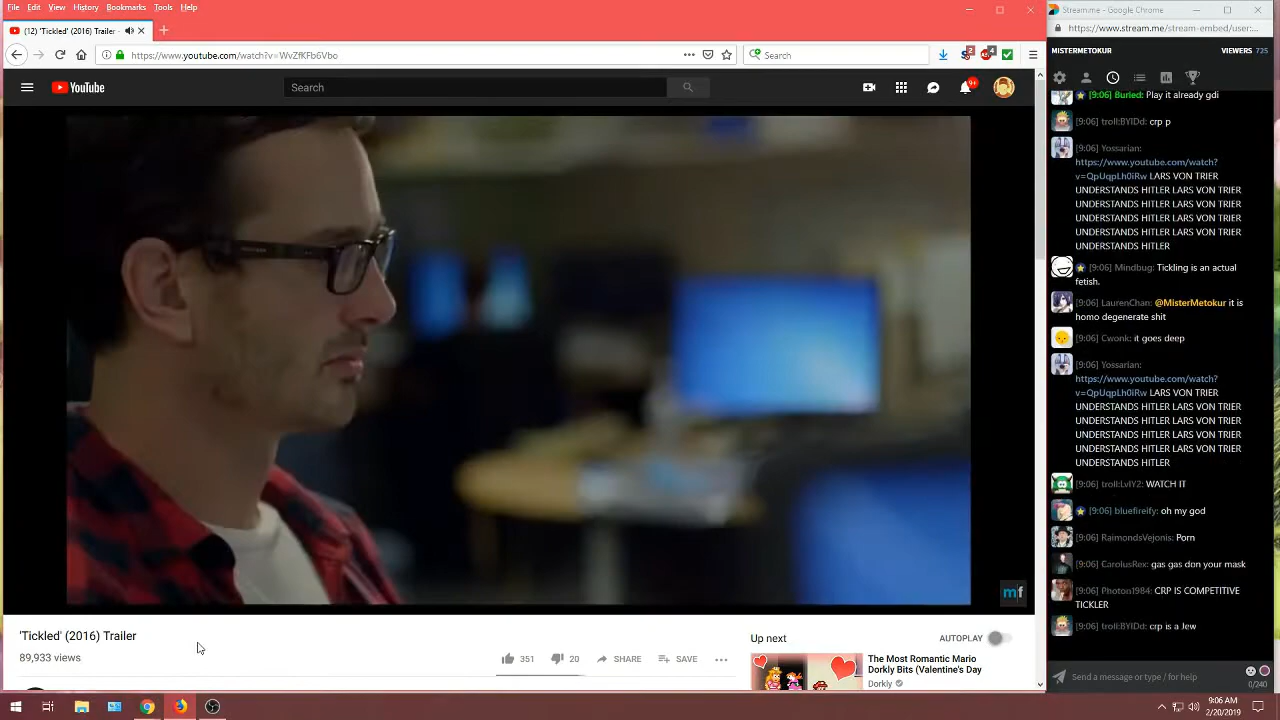 File Edit View History Bookmarks Tools Help
(12) 'Tickled' (2016) Trailer -
https://www.youtube.com/watch?v=WvZfKFb6Vbo
Search
YouTube
Search
9+
mf
'Tickled' (2016) Trailer
89,933 views
351 20 SHARE SAVE
Up next
AUTOPLAY
The Most Romantic Mario
Dorkly Bits (Valentine's Day
Dorkly
Stream.me - Google Chrome
https://www.stream.me/stream-embed/user:...
MISTERMETOKUR VIEWERS 725
[9:06] Buried: Play it already gdi
[9:06] troll:BYIDd: crp p
[9:06] Yossarian:
https://www.youtube.com/watch?
v=QpUqpLh0iRw LARS VON TRIER
UNDERSTANDS HITLER LARS VON TRIER
UNDERSTANDS HITLER LARS VON TRIER
UNDERSTANDS HITLER LARS VON TRIER
UNDERSTANDS HITLER LARS VON TRIER
UNDERSTANDS HITLER
[9:06] Mindbug: Tickling is an actual
fetish.
[9:06] LaurenChan: @MisterMetokur it is
homo degenerate shit
[9:06] Cwonk: it goes deep
[9:06] Yossarian:
https://www.youtube.com/watch?
v=QpUqpLh0iRw LARS VON TRIER
UNDERSTANDS HITLER LARS VON TRIER
UNDERSTANDS HITLER LARS VON TRIER
UNDERSTANDS HITLER LARS VON TRIER
UNDERSTANDS HITLER LARS VON TRIER
UNDERSTANDS HITLER
[9:06] troll:LvIY2: WATCH IT
[9:06] bluefireify: oh my god
[9:06] RaimondsVejonis: Porn
[9:06] CarolusRex: gas gas don your mask
[9:06] Photon1984: CRP IS COMPETITIVE
TICKLER
[9:06] troll:BYIDd: crp is a Jew
Send a message or type / for help
0/240
9:06 AM
2/20/2019